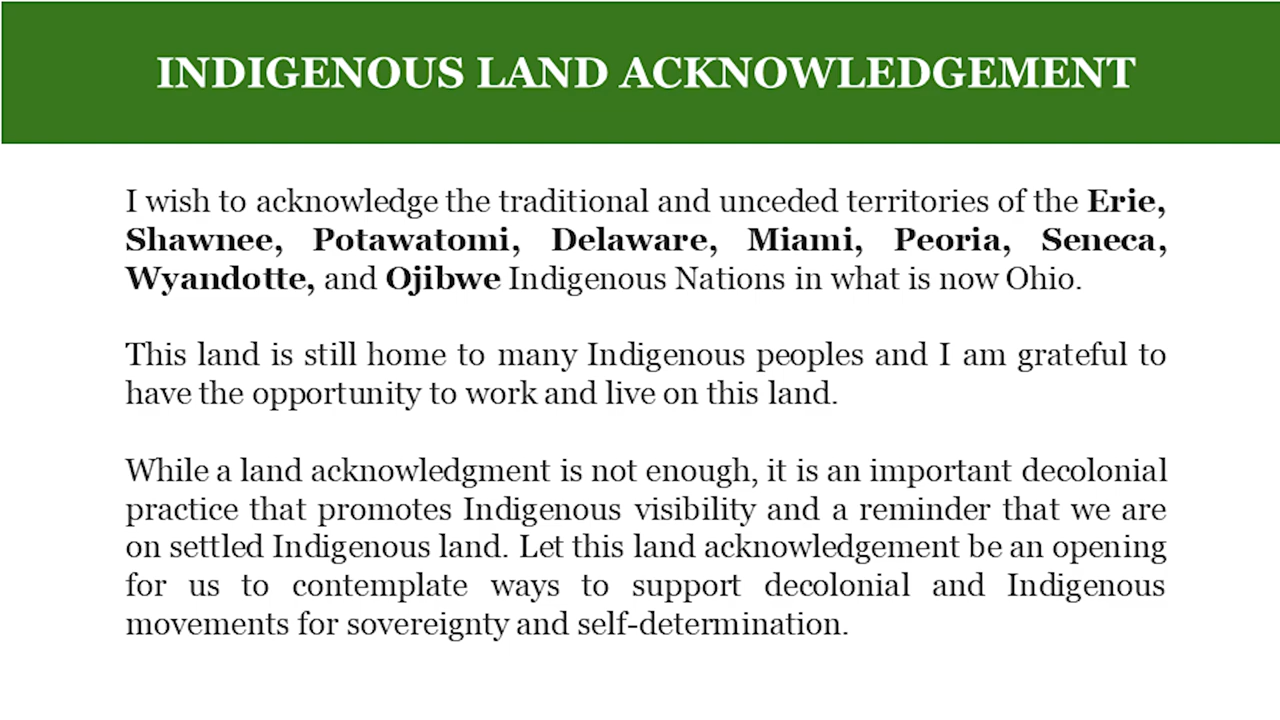 INDIGENOUS LAND ACKNOWLEDGEMENT
I wish to acknowledge the traditional and unceded territories of the Erie,
Shawnee, Potawatomi, Delaware, Miami, Peoria, Seneca,
Wyandotte, and Ojibwe Indigenous Nations in what is now Ohio.
This land is still home to many Indigenous peoples and I am grateful to
have the opportunity to work and live on this land.
While a land acknowledgment is not enough, it is an important decolonial
practice that promotes Indigenous visibility and a reminder that we are
on settled Indigenous land. Let this land acknowledgement be an opening
for us to contemplate ways to support decolonial and Indigenous
movements for sovereignty and self-determination.